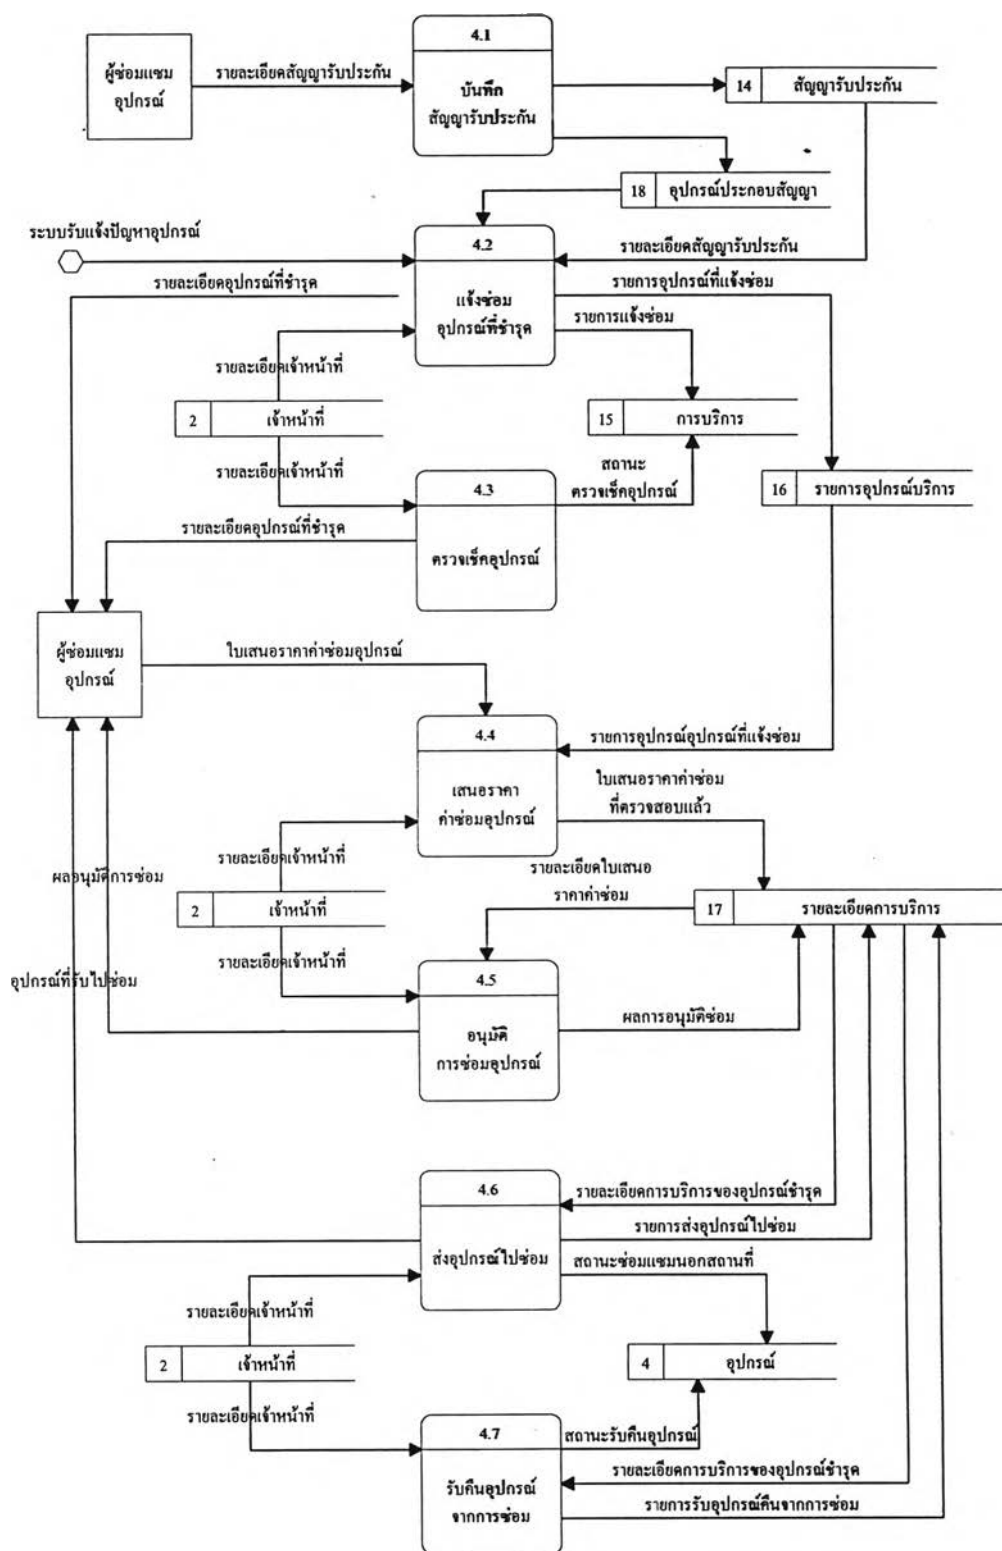 4.1
ผู้ซ่อมแซม
อุปกรณ์
รายละเอียดสัญญารับประกัน
บันทึก
สัญญารับประกัน
14 สัญญารับประกัน
18 อุปกรณ์ประกอบสัญญา
ระบบรับแจ้งปัญหาอุปกรณ์
4.2
รายละเอียดสัญญารับประกัน
รายละเอียดอุปกรณ์ที่ชำรุด
รายการอุปกรณ์ที่แจ้งซ่อม
แจ้งซ่อม
อุปกรณ์ที่ชำรุด
รายการแจ้งซ่อม
รายละเอียดเจ้าหน้าที่
2 เจ้าหน้าที่
15 การบริการ
รายละเอียดเจ้าหน้าที่
สถานะ
ตรวจเช็คอุปกรณ์
4.3
16 รายการอุปกรณ์บริการ
รายละเอียดอุปกรณ์ที่ชำรุด
ตรวจเช็คอุปกรณ์
ผู้ซ่อมแซม
อุปกรณ์
ใบเสนอราคาค่าซ่อมอุปกรณ์
4.4
รายการอุปกรณ์อุปกรณ์ที่แจ้งซ่อม
เสนอราคา
ค่าซ่อมอุปกรณ์
ใบเสนอราคาค่าซ่อม
ที่ตรวจสอบแล้ว
รายละเอียดเจ้าหน้าที่
ผลอนุมัติการซ่อม
รายละเอียดใบเสนอ
ราคาค่าซ่อม
2 เจ้าหน้าที่
17 รายละเอียดการบริการ
รายละเอียดเจ้าหน้าที่
อุปกรณ์ที่รับไปซ่อม
4.5
ผลการอนุมัติซ่อม
อนุมัติ
การซ่อมอุปกรณ์
4.6
รายละเอียดการบริการของอุปกรณ์ชำรุด
รายการส่งอุปกรณ์ไปซ่อม
ส่งอุปกรณ์ไปซ่อม
สถานะซ่อมแซมนอกสถานที่
รายละเอียดเจ้าหน้าที่
2 เจ้าหน้าที่
4 อุปกรณ์
รายละเอียดเจ้าหน้าที่
4.7
สถานะรับคืนอุปกรณ์
รายละเอียดการบริการของอุปกรณ์ชำรุด
รับคืนอุปกรณ์
จากการซ่อม
รายการรับอุปกรณ์คืนจากการซ่อม